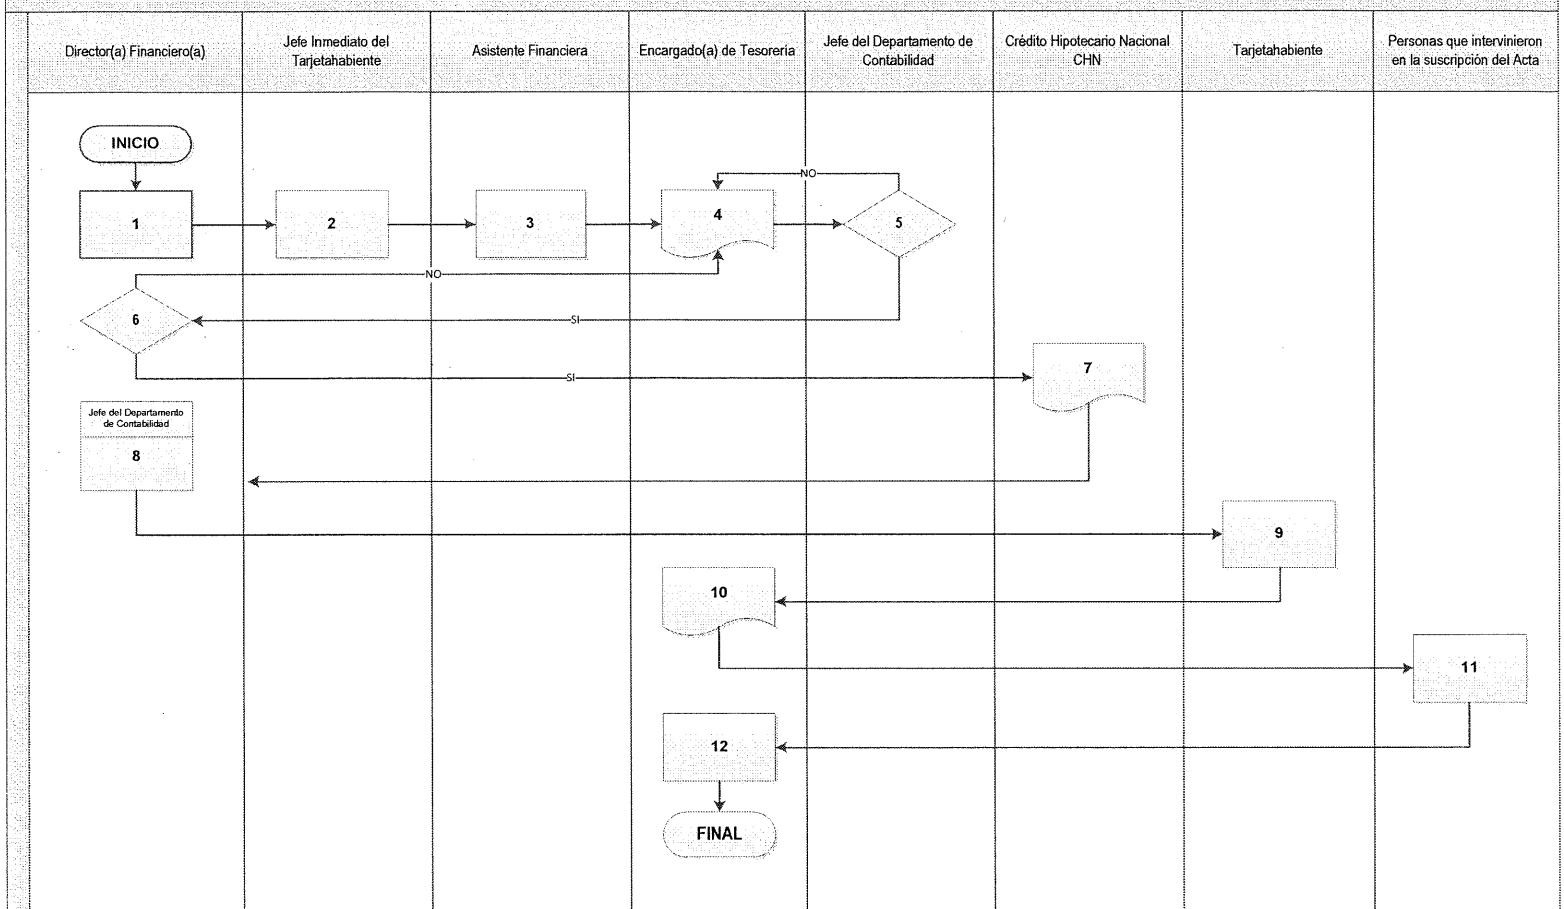 Director(a) Financiero(a)
Jefe Inmediato del
Tarjetahabiente
Asistente Financiera
Encargado(a) de Tesorería
Jefe del Departamento de
Contabilidad
Crédito Hipotecario Nacional
CHN
Tarjetahabiente
Personas que intervinieron
en la suscripción del Acta
INICIO
NO
1
2
3
4
5
NO
6
SI
7
SI
Jefe del Departamento
de Contabilidad
8
9
10
11
12
FINAL